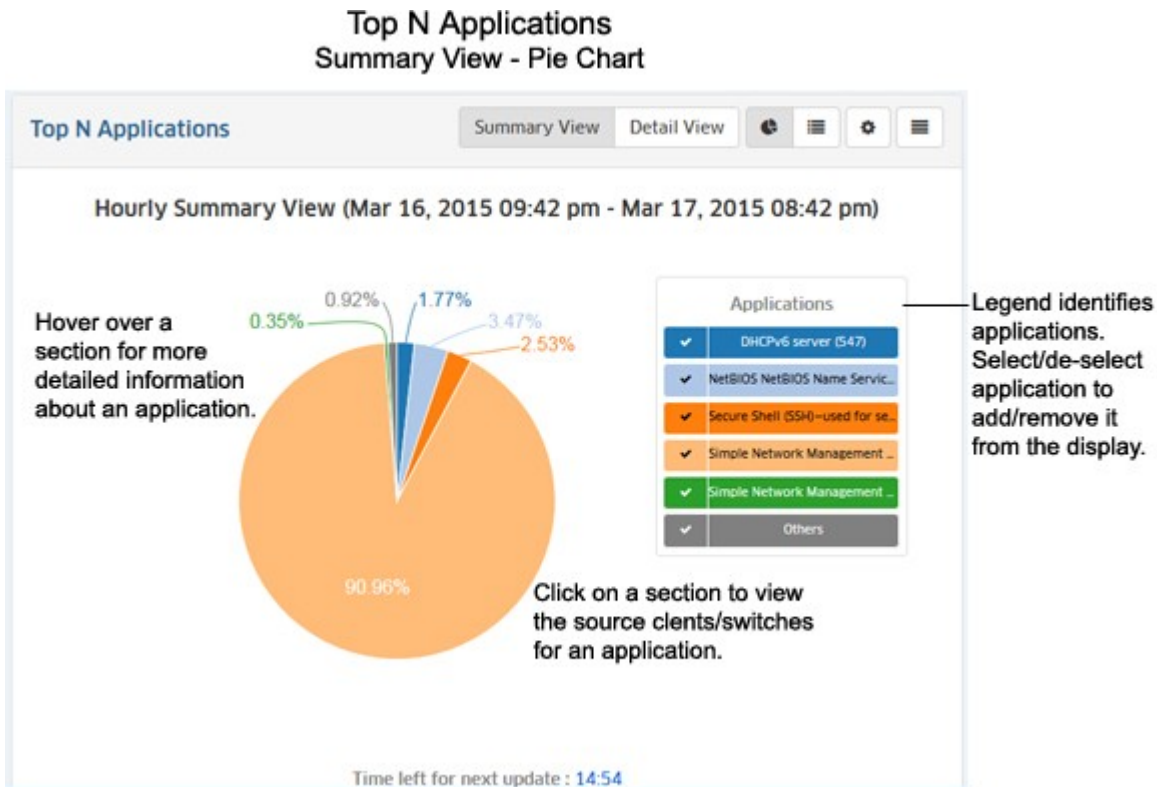 Top N Applications
Summary View - Pie Chart
Top N Applications
Summary View
Detail View
Hourly Summary View (Mar 16, 2015 09:42 pm - Mar 17, 2015 08:42 pm)
Hover over a
section for more
detailed information
about an application.
0.92%
1.77%
0.35%
3.47%
2.53%
90.96%
Applications
DHCPv6 server (547)
NetBIOS NetBIOS Name Servic...
Secure Shell (SSH)—used for se...
Simple Network Management ...
Simple Network Management ...
Others
Legend identifies
applications.
Select/de-select
application to
add/remove it
from the display.
Click on a section to view
the source clents/switches
for an application.
Time left for next update : 14:54